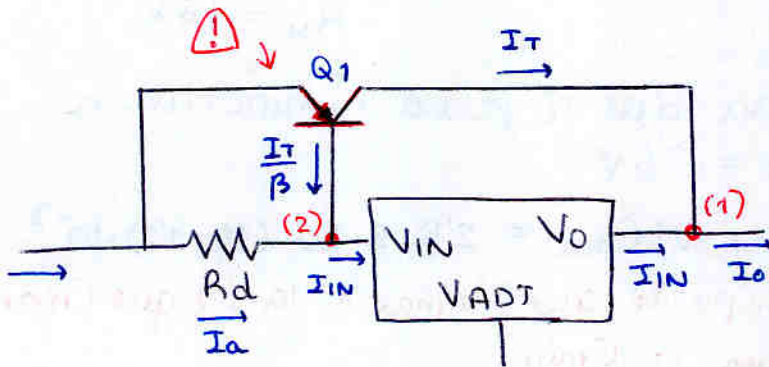 !
Q1
IT
IT
β
(2)
(1)
VIN
VO
VADJ
IIN
IIN
IO
Rd
Ia